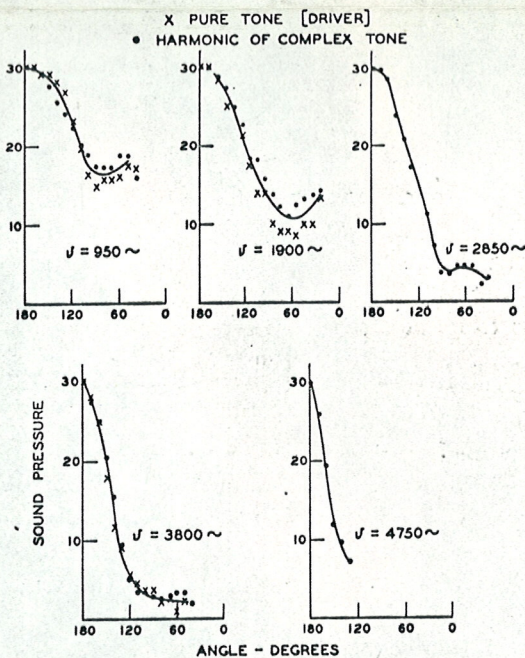 x PURE TONE [DRIVER]
• HARMONIC OF COMPLEX TONE
30
20
10
180 120 60 0
ν = 950 ~
30
20
10
180 120 60 0
ν = 1900 ~
30
20
10
180 120 60 0
ν = 2850 ~
30
20
10
180 120 60 0
ν = 3800 ~
30
20
10
180 120 60 0
ν = 4750 ~
SOUND PRESSURE
ANGLE - DEGREES